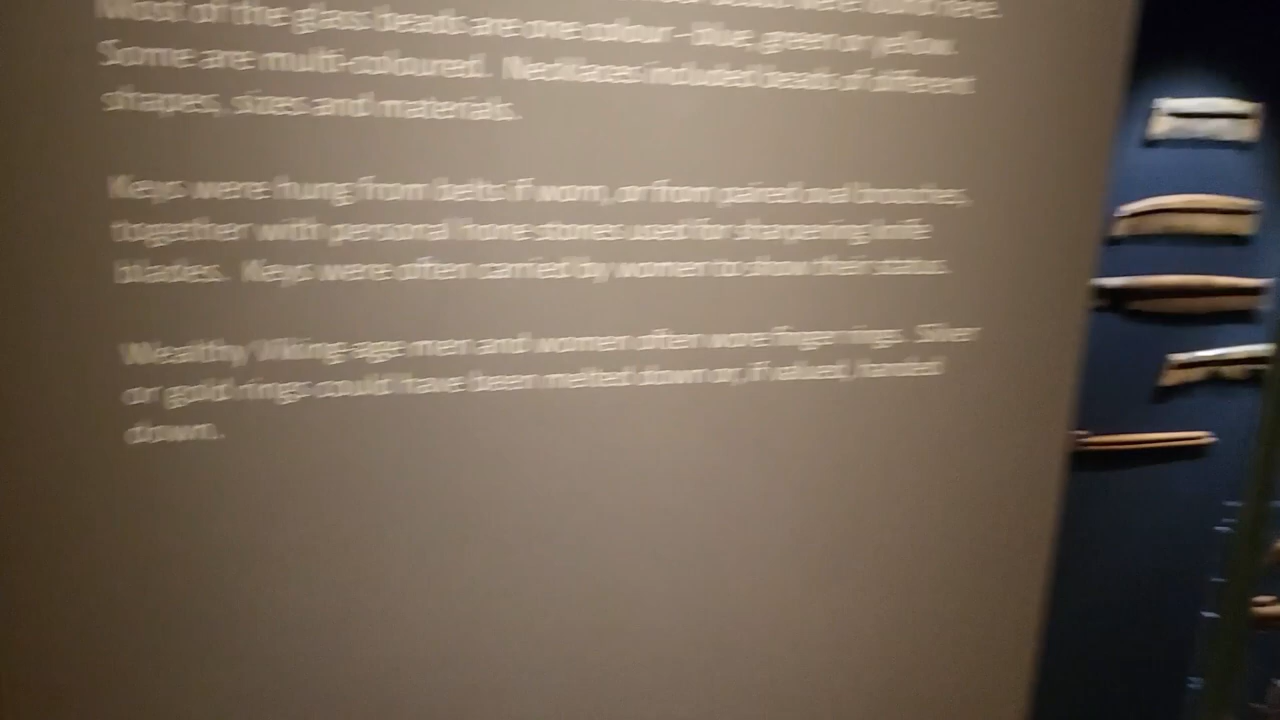 were found here.
Most of the glass beads are one colour - blue, green or yellow.
Some are multi-coloured. Necklaces included beads of different
shapes, sizes and materials.
Keys were hung from belts if worn, or from paired oval brooches,
together with personal hone stones used for sharpening knife
blades. Keys were often carried by women to show their status.
Wealthy Viking-age men and women often wore finger rings. Silver
or gold rings could have been melted down or, if valued, handed
down.